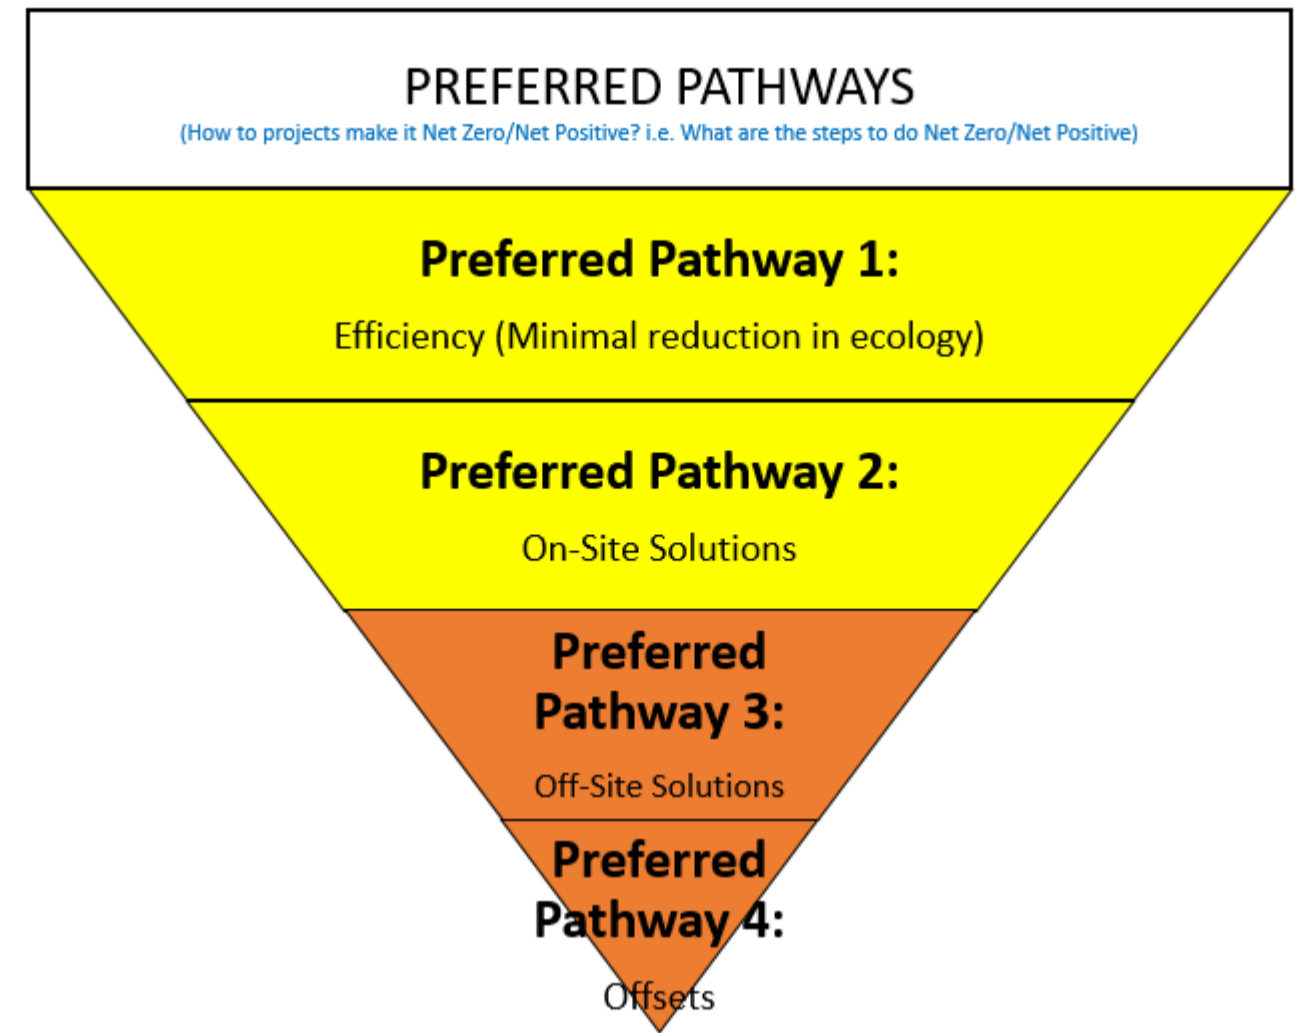 PREFERRED PATHWAYS
(How to projects make it Net Zero/Net Positive? i.e. What are the steps to do Net Zero/Net Positive)
Preferred Pathway 1:
Efficiency (Minimal reduction in ecology)
Preferred Pathway 2:
On-Site Solutions
Preferred
Pathway 3:
Off-Site Solutions
Preferred
Pathway 4:
Offsets